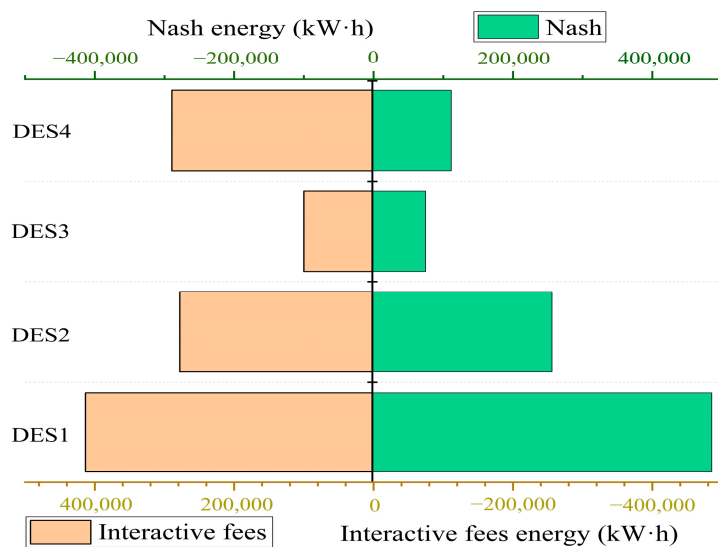 Nash energy (kW·h)
Nash
−400,000 −200,000 0 200,000 400,000
DES4
DES3
DES2
DES1
400,000 200,000 0 −200,000 −400,000
Interactive fees
Interactive fees energy (kW·h)